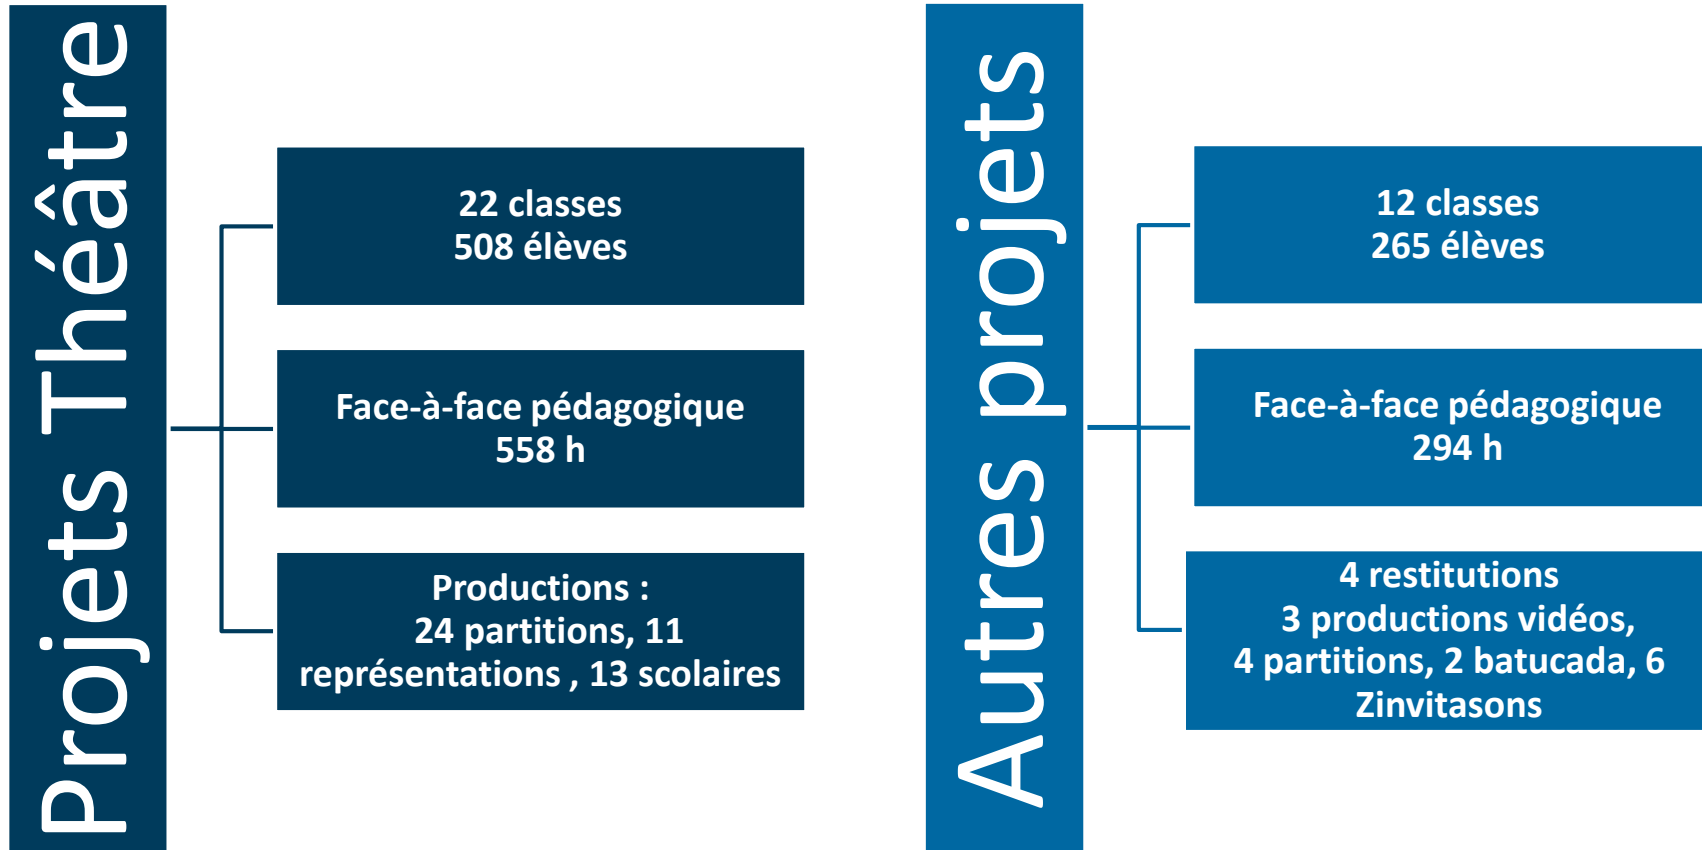 Projets Théâtre
22 classes
508 élèves
Face-à-face pédagogique
558 h
Productions :
24 partitions, 11
représentations , 13 scolaires
Autres projets
12 classes
265 élèves
Face-à-face pédagogique
294 h
4 restitutions
3 productions vidéos,
4 partitions, 2 batucada, 6
Zinvitasons